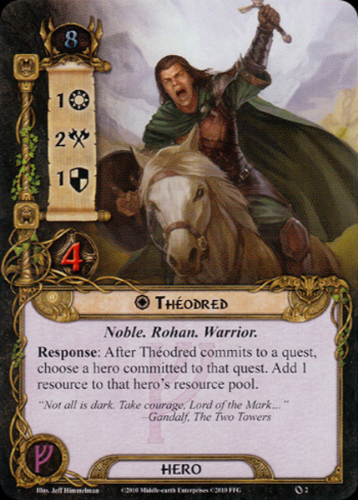 8
1
2
1
4
THÉODRED
Noble. Rohan. Warrior.
Response: After Théodred commits to a quest,
choose a hero committed to that quest. Add 1
resource to that hero's resource pool.
"Not all is dark. Take courage, Lord of the Mark…"
–Gandalf, The Two Towers
HERO
Illus. Jeff Himmelman
©2010 Middle-earth Enterprises ©2010 FFG
2